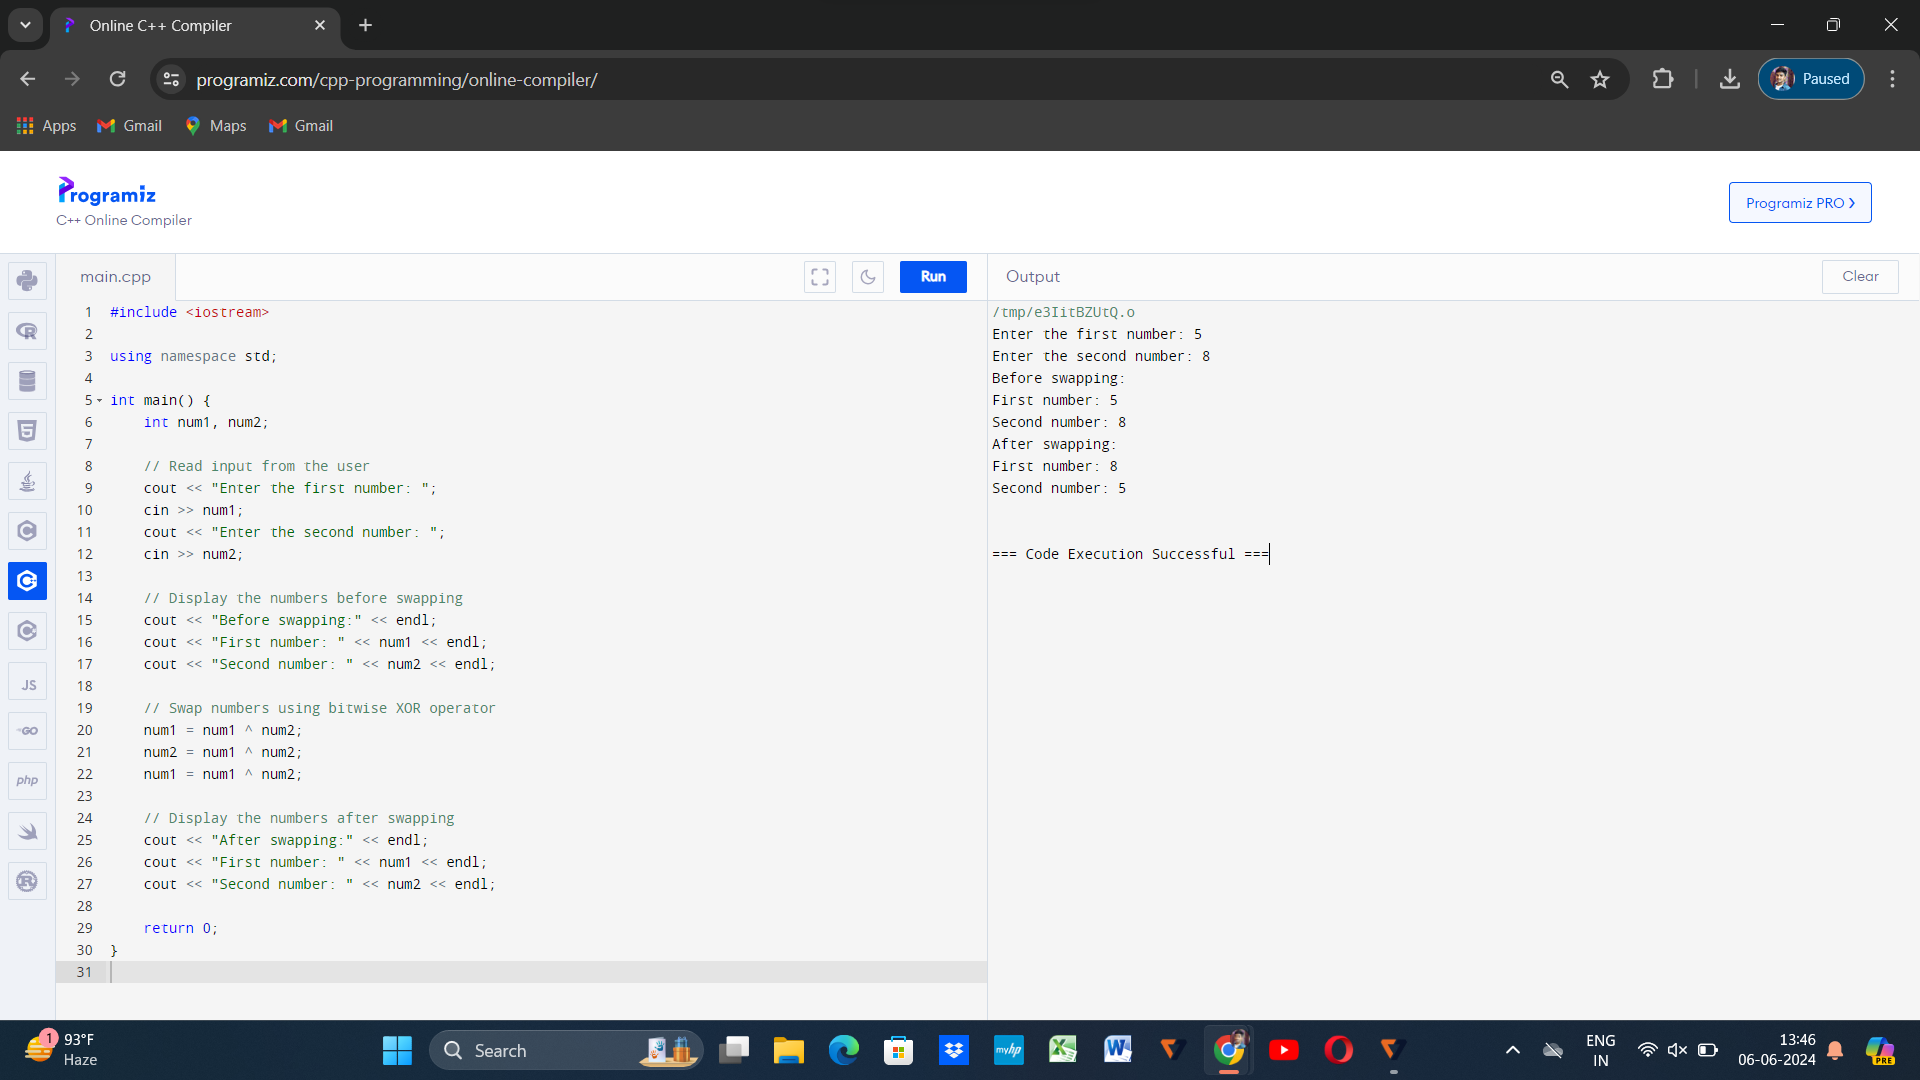 Online C++ Compiler
programiz.com/cpp-programming/online-compiler/
Paused
Apps
Gmail
Maps
Gmail
Programiz
C++ Online Compiler
Programiz PRO
main.cpp
Run
Output
Clear
1 #include <iostream>
2
3 using namespace std;
4
5 int main() {
6 int num1, num2;
7
8 // Read input from the user
9 cout << "Enter the first number: ";
10 cin >> num1;
11 cout << "Enter the second number: ";
12 cin >> num2;
13
14 // Display the numbers before swapping
15 cout << "Before swapping:" << endl;
16 cout << "First number: " << num1 << endl;
17 cout << "Second number: " << num2 << endl;
18
19 // Swap numbers using bitwise XOR operator
20 num1 = num1 ^ num2;
21 num2 = num1 ^ num2;
22 num1 = num1 ^ num2;
23
24 // Display the numbers after swapping
25 cout << "After swapping:" << endl;
26 cout << "First number: " << num1 << endl;
27 cout << "Second number: " << num2 << endl;
28
29 return 0;
30 }
31
/tmp/e3IitBZUtQ.o
Enter the first number: 5
Enter the second number: 8
Before swapping:
First number: 5
Second number: 8
After swapping:
First number: 8
Second number: 5
=== Code Execution Successful ===
R
JS
GO
php
1
93°F
Haze
Search
myhp
ENG
IN
13:46
06-06-2024
PRE